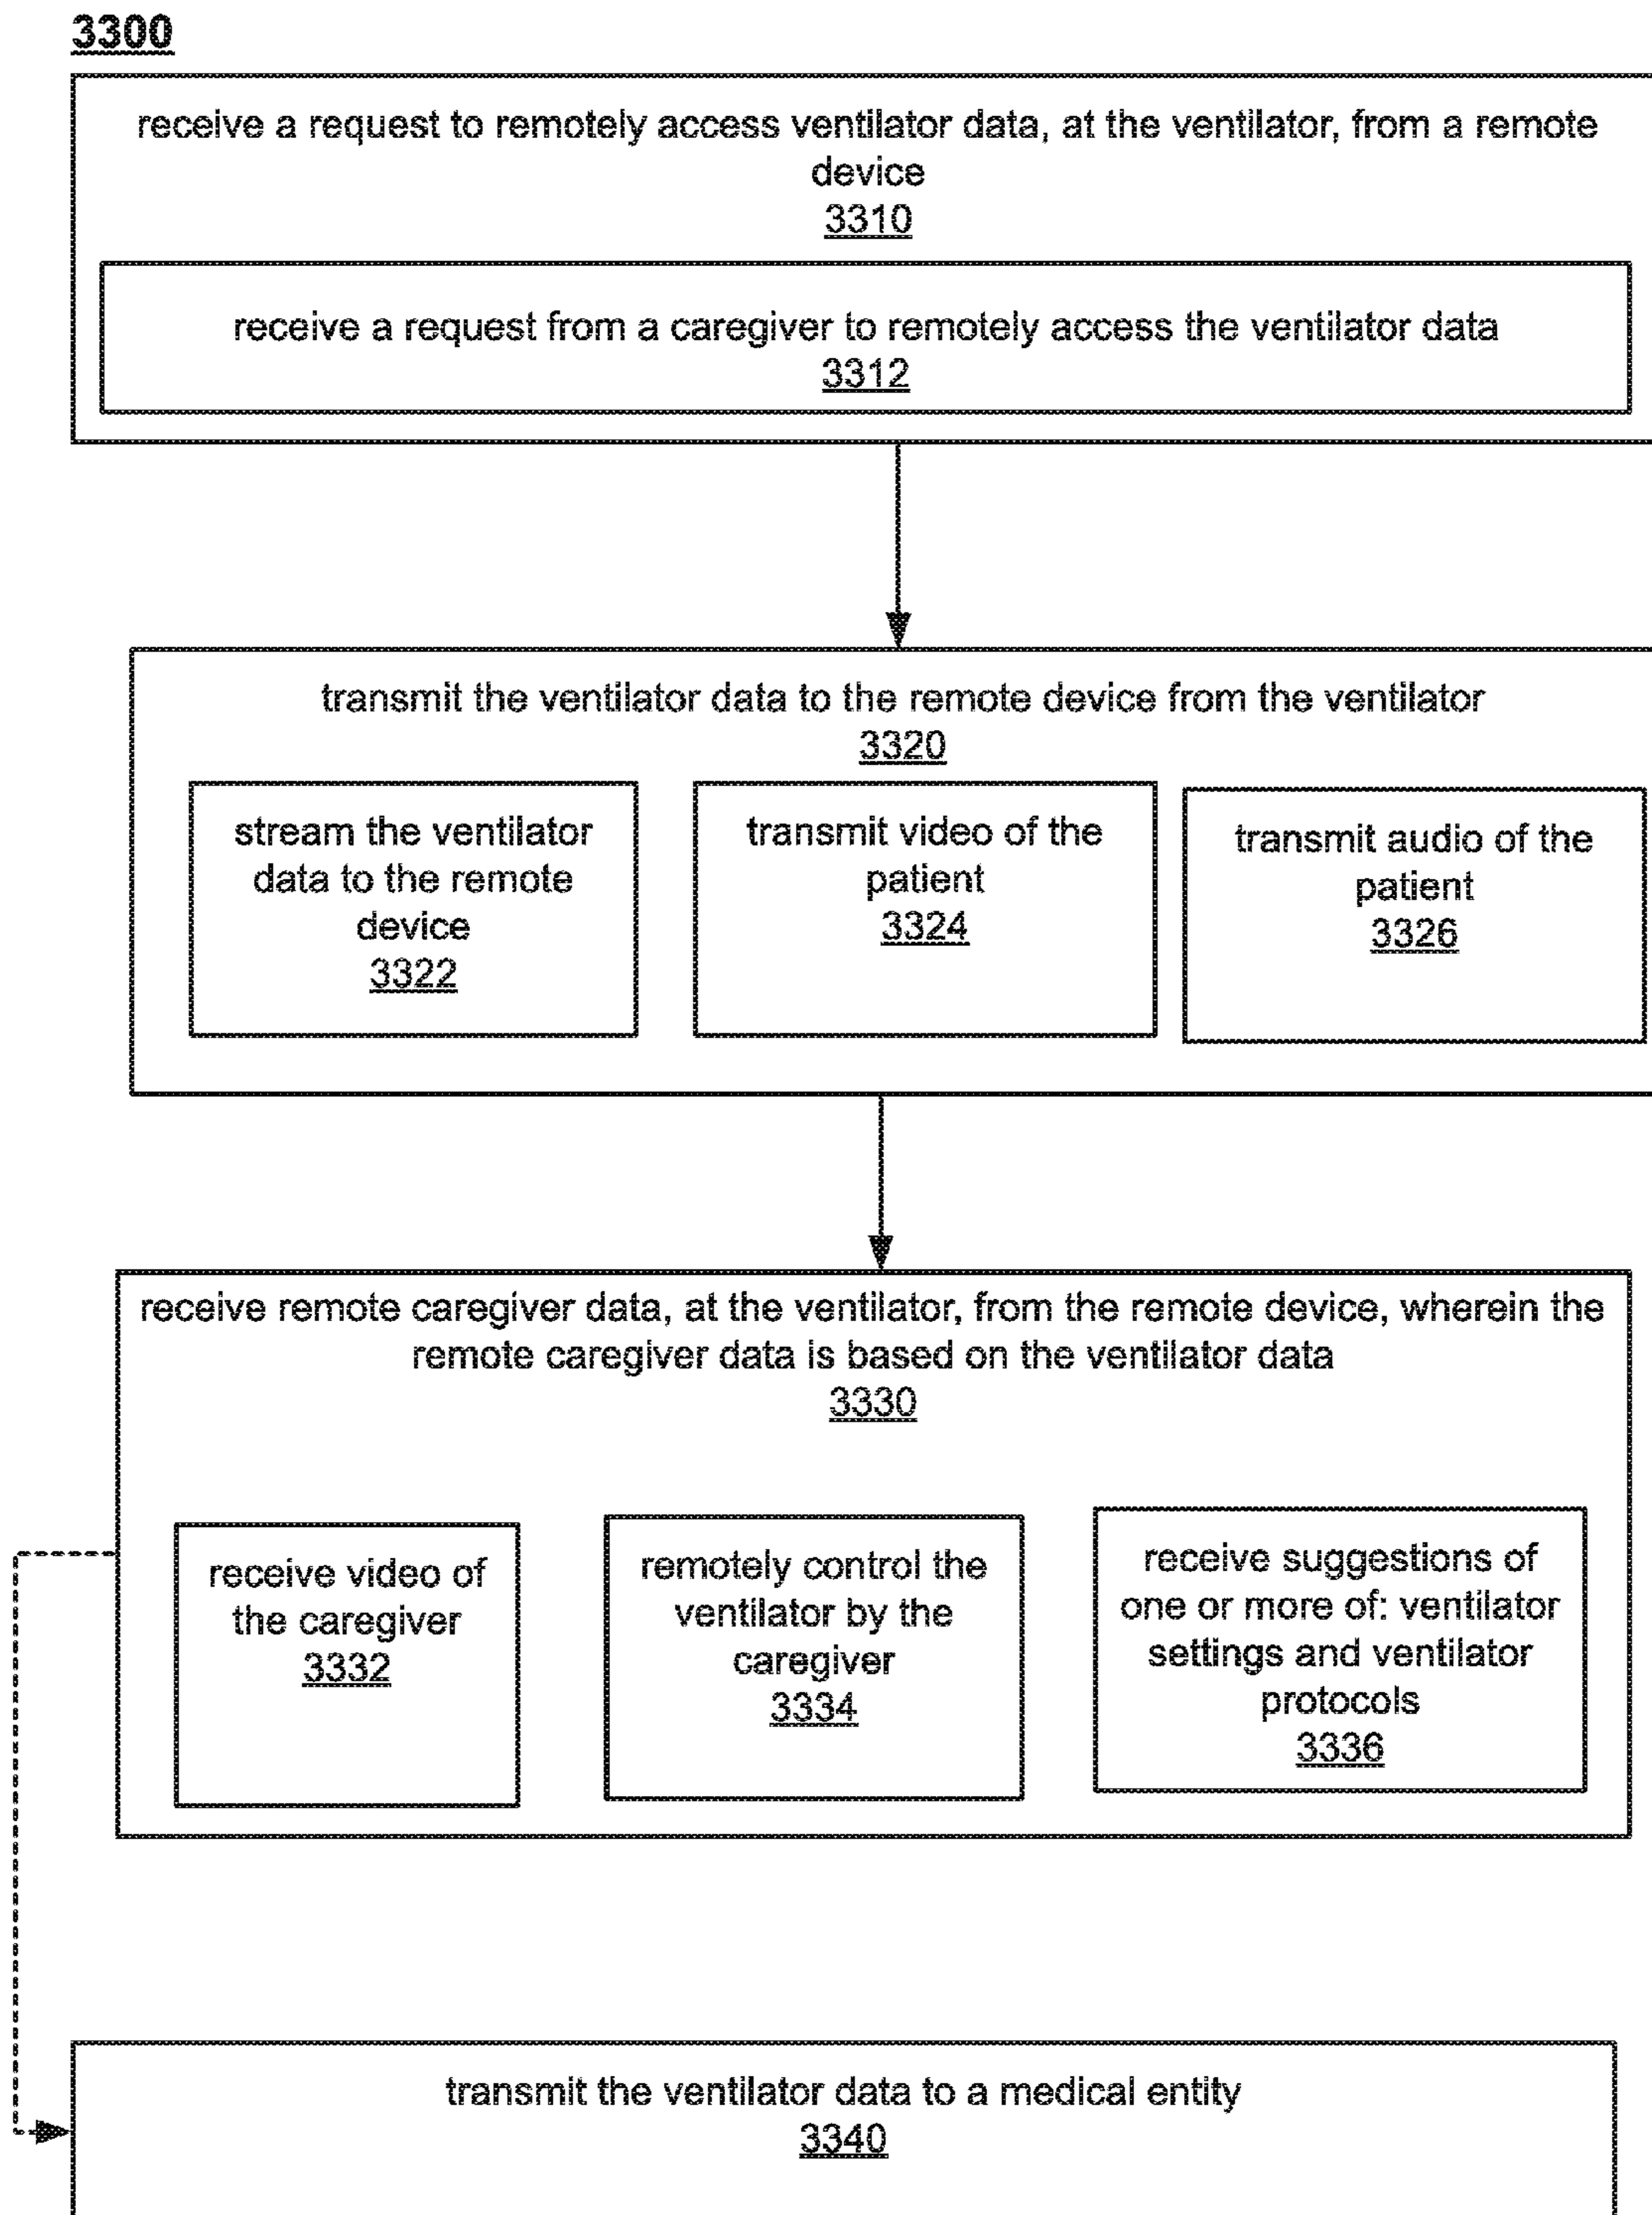 3300
receive a request to remotely access ventilator data, at the ventilator, from a remote
device
3310
receive a request from a caregiver to remotely access the ventilator data
3312
transmit the ventilator data to the remote device from the ventilator
3320
stream the ventilator
data to the remote
device
3322
transmit video of the
patient
3324
transmit audio of the
patient
3326
receive remote caregiver data, at the ventilator, from the remote device, wherein the
remote caregiver data is based on the ventilator data
3330
receive video of
the caregiver
3332
remotely control the
ventilator by the
caregiver
3334
receive suggestions of
one or more of: ventilator
settings and ventilator
protocols
3336
transmit the ventilator data to a medical entity
3340